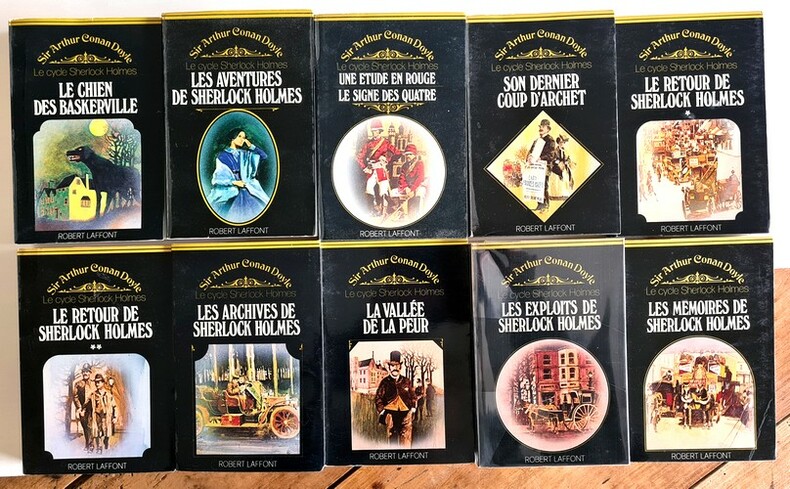 Sir Arthur Conan Doyle
Le cycle Sherlock Holmes
LE CHIEN
DES BASKERVILLE
ROBERT LAFFONT
Sir Arthur Conan Doyle
Le cycle Sherlock Holmes
LES AVENTURES
DE SHERLOCK HOLMES
ROBERT LAFFONT
Sir Arthur Conan Doyle
Le cycle Sherlock Holmes
UNE ETUDE EN ROUGE
LE SIGNE DES QUATRE
ROBERT LAFFONT
Sir Arthur Conan Doyle
Le cycle Sherlock Holmes
SON DERNIER
COUP D'ARCHET
ROBERT LAFFONT
Sir Arthur Conan Doyle
Le cycle Sherlock Holmes
LE RETOUR DE
SHERLOCK HOLMES
*
ROBERT LAFFONT
Sir Arthur Conan Doyle
Le cycle Sherlock Holmes
LE RETOUR DE
SHERLOCK HOLMES
**
ROBERT LAFFONT
Sir Arthur Conan Doyle
Le cycle Sherlock Holmes
LES ARCHIVES DE
SHERLOCK HOLMES
ROBERT LAFFONT
Sir Arthur Conan Doyle
Le cycle Sherlock Holmes
LA VALLÉE
DE LA PEUR
ROBERT LAFFONT
Sir Arthur Conan Doyle
Le cycle Sherlock Holmes
LES EXPLOITS DE
SHERLOCK HOLMES
ROBERT LAFFONT
Sir Arthur Conan Doyle
Le cycle Sherlock Holmes
LES MEMOIRES DE
SHERLOCK HOLMES
ROBERT LAFFONT